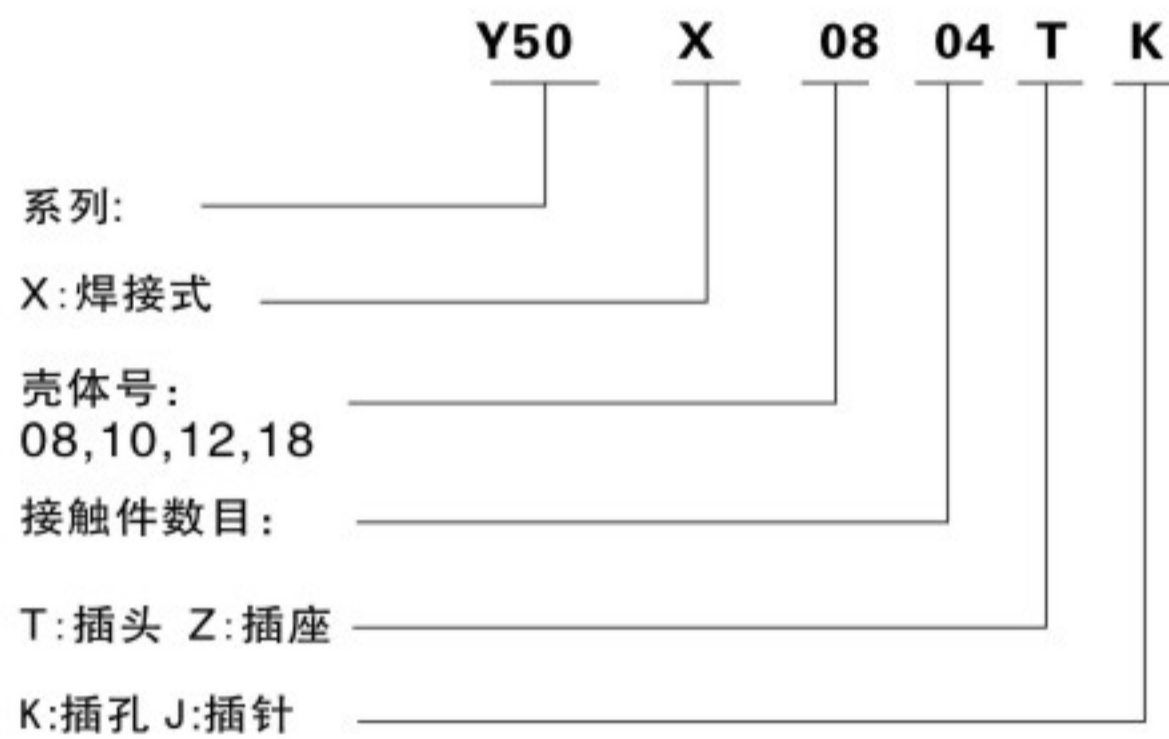 Y50 X 08 04 T K
系列:
X:焊接式
壳体号：
08,10,12,18
接触件数目：
T:插头 Z:插座
K:插孔 J:插针